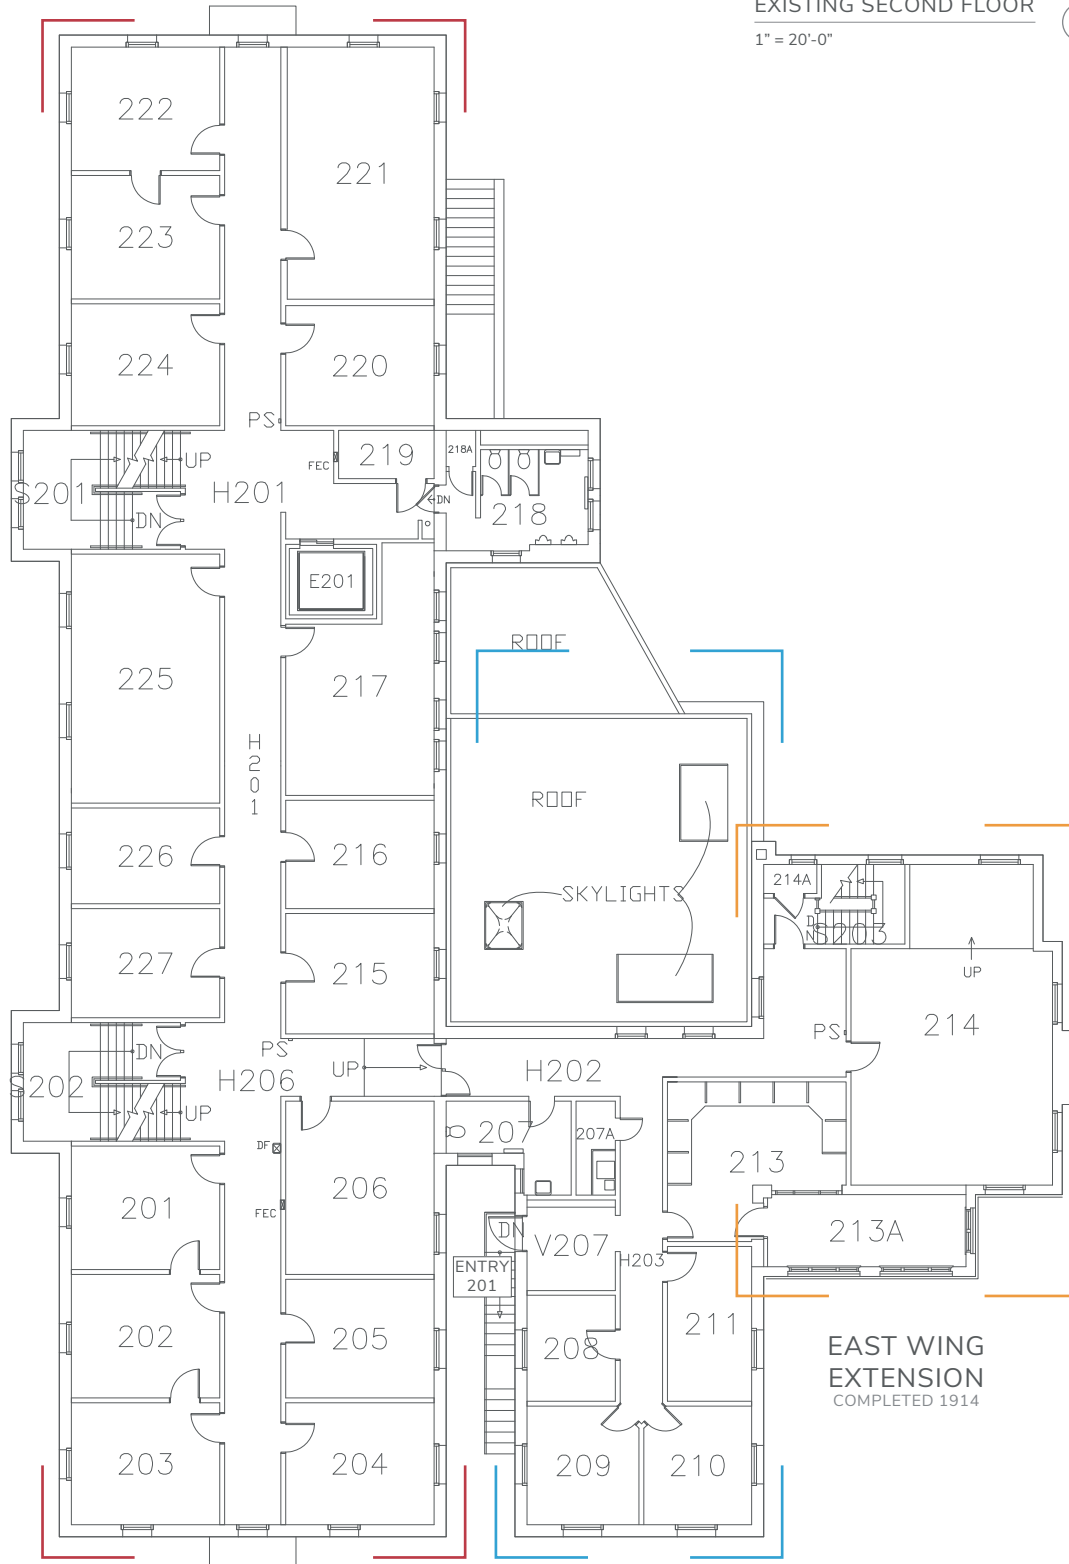 EXISTING SECOND FLOOR
1" = 20'-0"
222
221
223
224
220
PS
UP
FEC
219
218A
S201
H201
DN
DN
218
E201
ROOF
225
217
H201
ROOF
226
216
SKYLIGHTS
214A
DN
S203
227
215
UP
214
PS
DN
PS
UP
H202
S202
H206
UP
207
207A
DF
213
201
206
FEC
DN
V207
213A
H203
ENTRY
201
202
205
208
211
EAST WING
EXTENSION
COMPLETED 1914
203
204
209
210